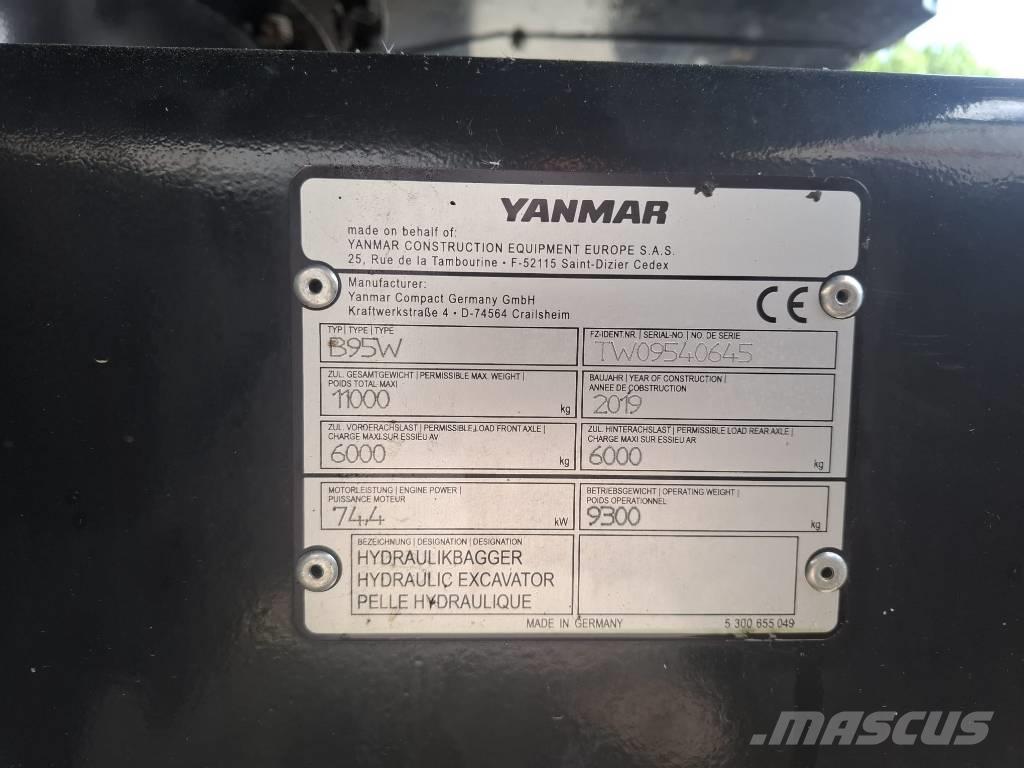 YANMAR
made on behalf of:
YANMAR CONSTRUCTION EQUIPMENT EUROPE S.A.S.
25, Rue de la Tambourine • F-52115 Saint-Dizier Cedex
Manufacturer:
Yanmar Compact Germany GmbH
Kraftwerkstraße 4 • D-74564 Crailsheim
CE
TYP | TYPE | TYPE
B95W
FZ-IDENT.NR. | SERIAL-NO. | NO. DE SERIE
TW09540645
ZUL. GESAMTGEWICHT | PERMISSIBLE MAX. WEIGHT |
POIDS TOTAL MAXI
11000 kg
BAUJAHR | YEAR OF CONSTRUCTION |
ANNEE DE COBSTRUCTION
2019
ZUL. VORDERACHSLAST | PERMISSIBLE LOAD FRONT AXLE |
CHARGE MAXI SUR ESSIEU AV
6000 kg
ZUL. HINTERACHSLAST | PERMISSIBLE LOAD REAR AXLE |
CHARGE MAXI SUR ESSIEU AR
6000 kg
MOTORLEISTUNG | ENGINE POWER |
PUISSANCE MOTEUR
74,4 kW
BETRIEBSGEWICHT | OPERATING WEIGHT |
POIDS OPERATIONNEL
9300 kg
BEZEICHNUNG | DESIGNATION | DESIGNATION
HYDRAULIKBAGGER
HYDRAULIC EXCAVATOR
PELLE HYDRAULIQUE
MADE IN GERMANY
5 300 655 049
MASCUS